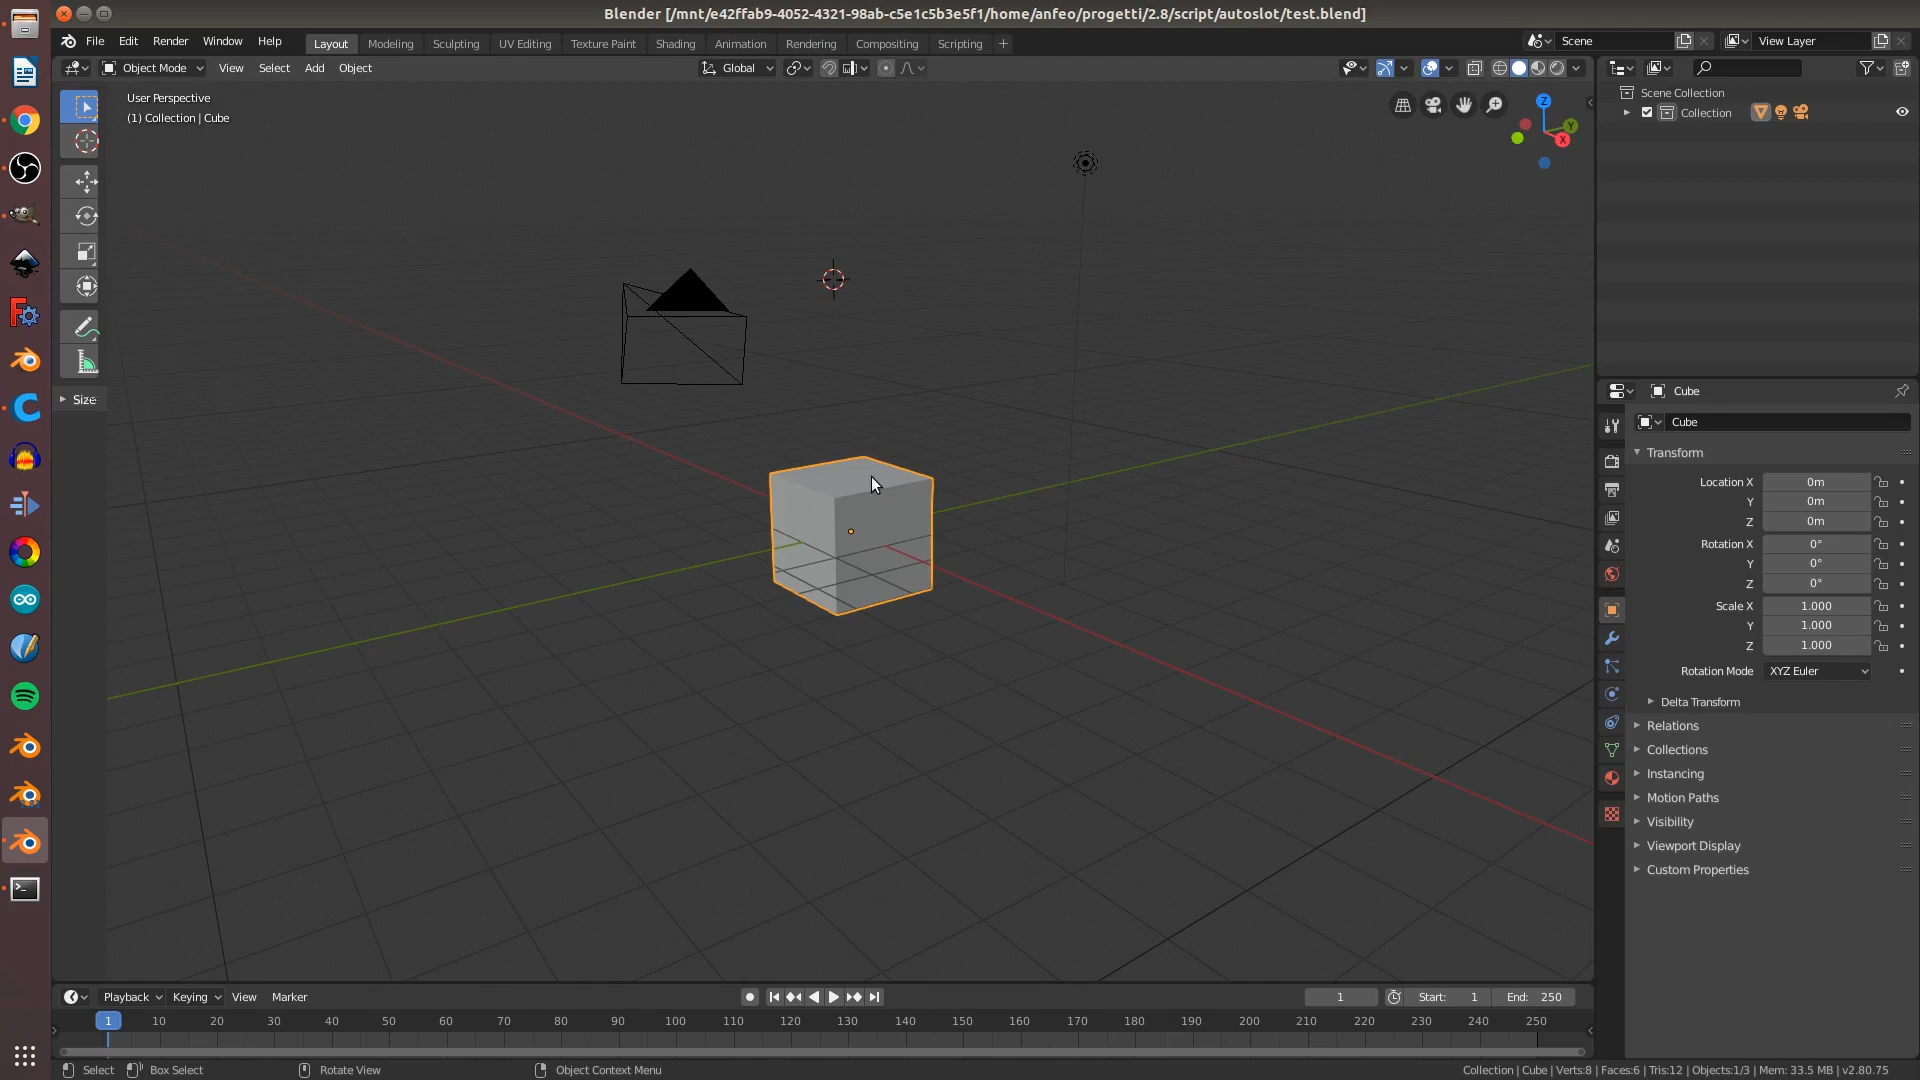 Blender [/mnt/e42ffab9-4052-4321-98ab-c5e1c5b3e5f1/home/anfeo/progetti/2.8/script/autoslot/test.blend]
File Edit Render Window Help
Layout Modeling Sculpting UV Editing Texture Paint Shading Animation Rendering Compositing Scripting +
Scene
View Layer
Object Mode View Select Add Object
Global
User Perspective
(1) Collection | Cube
Z
Y
X
Scene Collection
Collection
Size
Cube
Cube
Transform
Location X 0m
Y 0m
Z 0m
Rotation X 0°
Y 0°
Z 0°
Scale X 1.000
Y 1.000
Z 1.000
Rotation Mode XYZ Euler
Delta Transform
Relations
Collections
Instancing
Motion Paths
Visibility
Viewport Display
Custom Properties
Playback Keying View Marker
1
Start: 1
End: 250
1 10 20 30 40 50 60 70 80 90 100 110 120 130 140 150 160 170 180 190 200 210 220 230 240 250
Select Box Select Rotate View Object Context Menu
Collection | Cube | Verts:8 | Faces:6 | Tris:12 | Objects:1/3 | Mem: 33.5 MB | v2.80.75